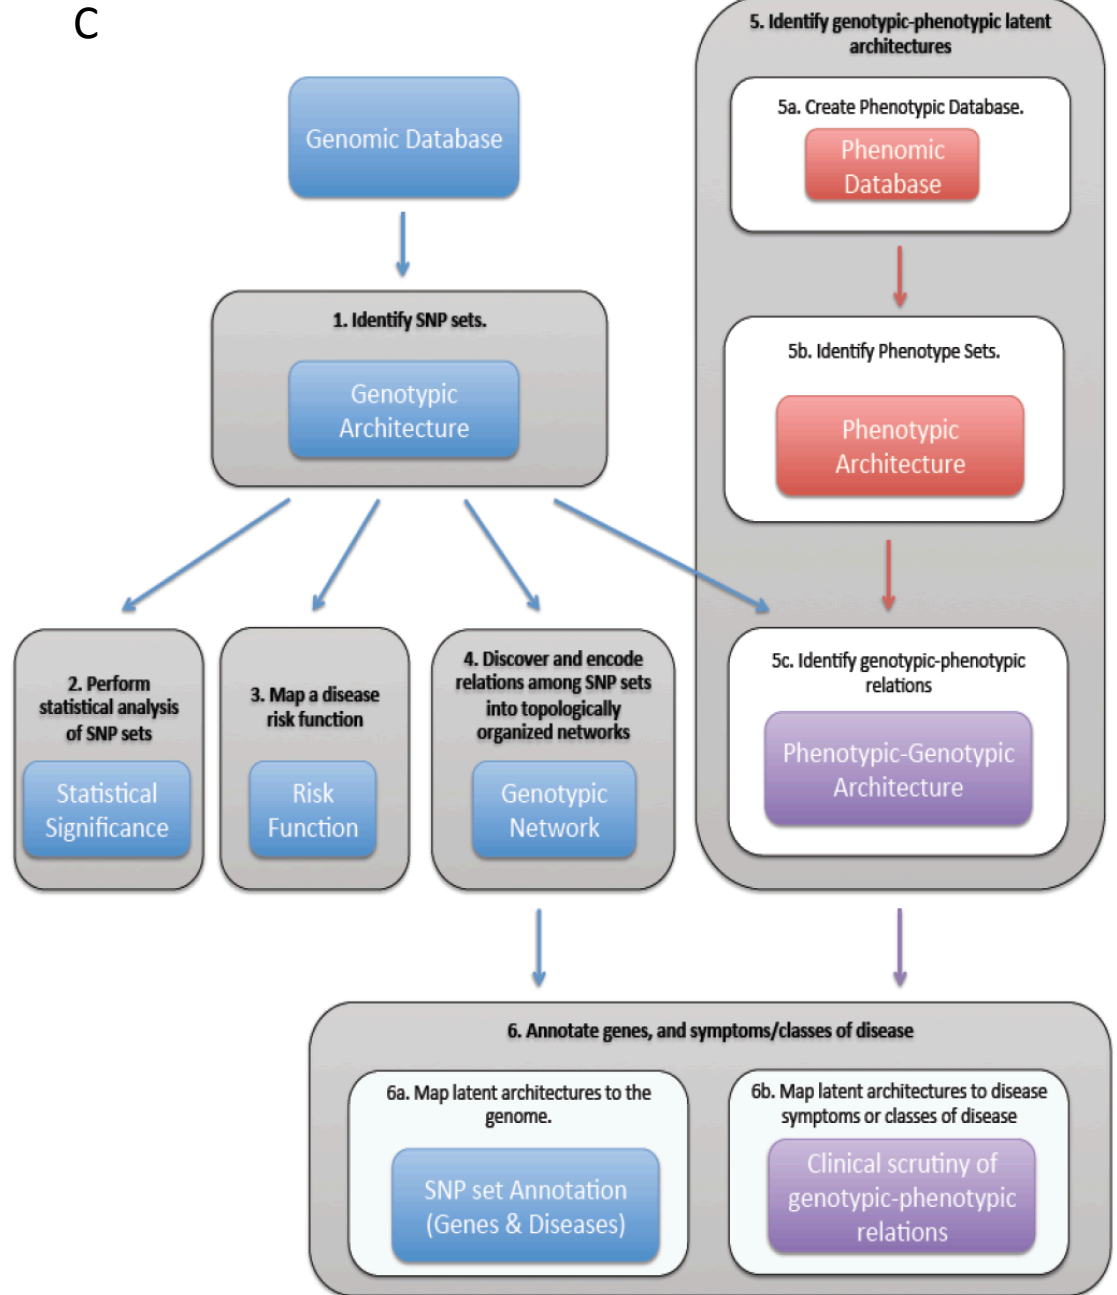 C
Genomic Database
1. Identify SNP sets.
Genotypic
Architecture
2. Perform
statistical analysis
of SNP sets
Statistical
Significance
3. Map a disease
risk function
Risk
Function
4. Discover and encode
relations among SNP sets
into topologically
organized networks
Genotypic
Network
5. Identify genotypic-phenotypic latent
architectures
5a. Create Phenotypic Database.
Phenomic
Database
5b. Identify Phenotype Sets.
Phenotypic
Architecture
5c. Identify genotypic-phenotypic
relations
Phenotypic-Genotypic
Architecture
6. Annotate genes, and symptoms/classes of disease
6a. Map latent architectures to the
genome.
SNP set Annotation
(Genes & Diseases)
6b. Map latent architectures to disease
symptoms or classes of disease
Clinical scrutiny of
genotypic-phenotypic
relations